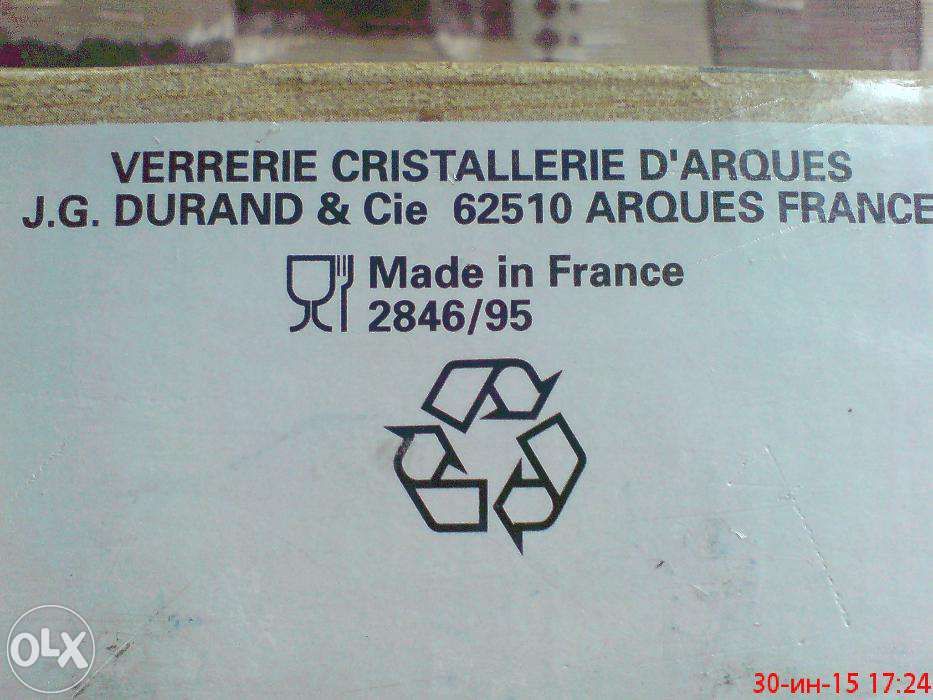 VERRERIE CRISTALLERIE D'ARQUES
J.G. DURAND & Cie 62510 ARQUES FRANCE
Made in France
2846/95
OLX
30-ин-15 17:24